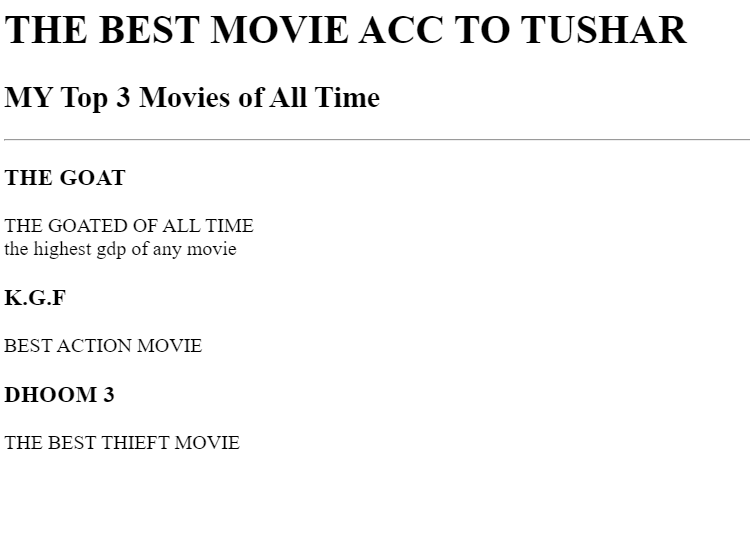 THE BEST MOVIE ACC TO TUSHAR
MY Top 3 Movies of All Time
THE GOAT
THE GOATED OF ALL TIME
the highest gdp of any movie
K.G.F
BEST ACTION MOVIE
DHOOM 3
THE BEST THIEFT MOVIE